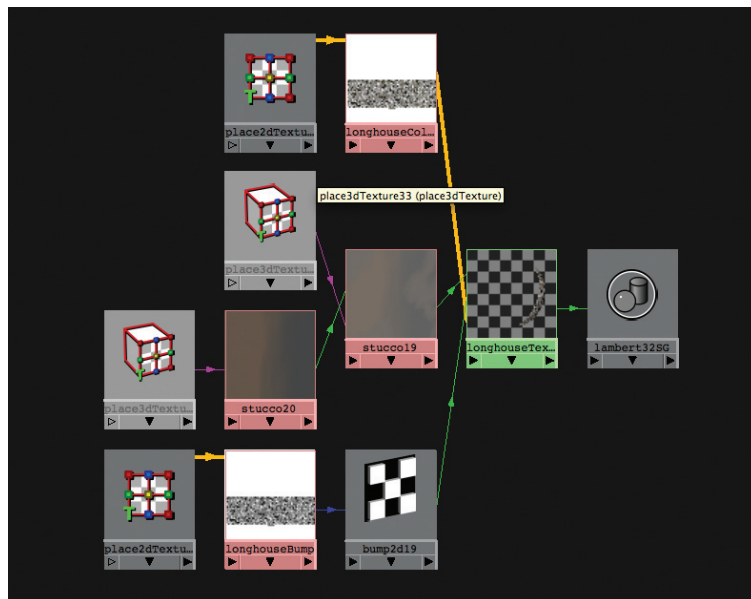 place2dTextu...
longhouseCol...
place3dTexture33 (place3dTexture)
place3dTextu...
stucco19
longhouseTex...
lambert32SG
place3dTextu...
stucco20
place2dTextu...
longhouseBump
bump2d19